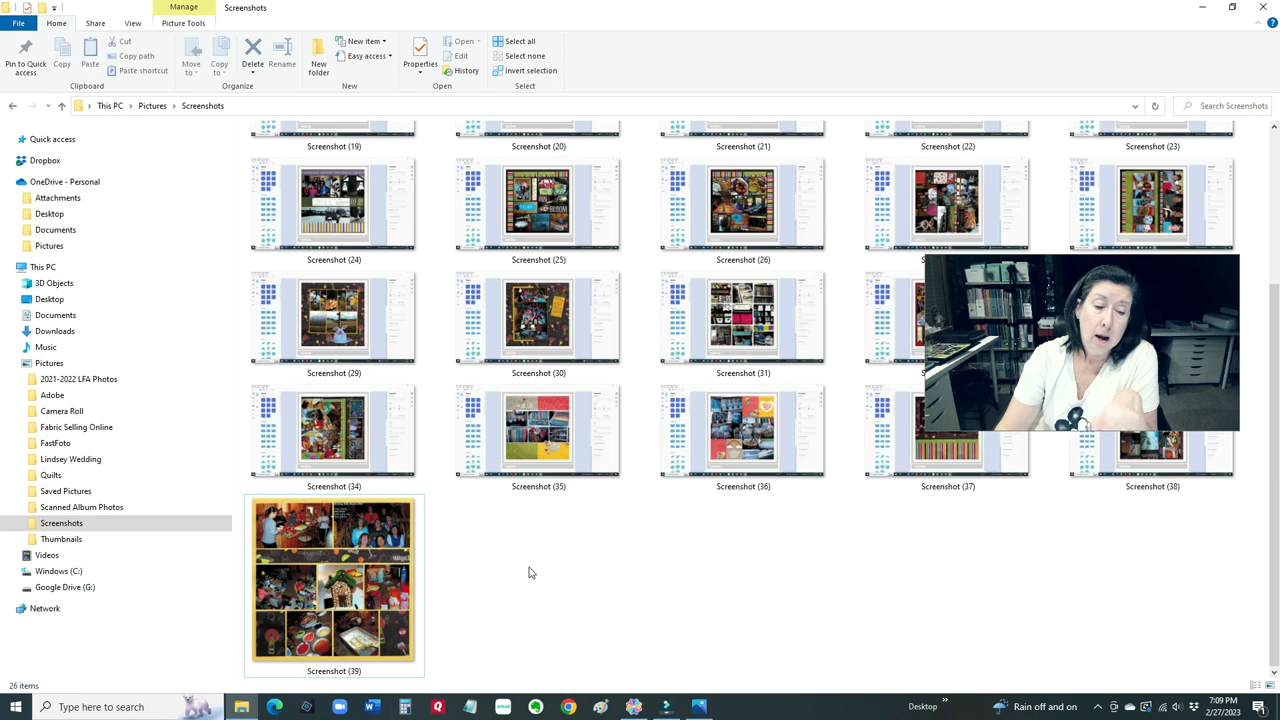 Manage
Screenshots
File
Home
Share
View
Picture Tools
Pin to Quick access
Copy
Paste
Cut
Copy path
Paste shortcut
Clipboard
Move to
Copy to
Delete
Rename
Organize
New folder
New item
Easy access
New
Properties
Open
Edit
History
Open
Select all
Select none
Invert selection
Select
This PC
Pictures
Screenshots
Search Screenshots
Quick access
Dropbox
OneDrive - Personal
Attachments
Desktop
Documents
Pictures
This PC
3D Objects
Desktop
Documents
Downloads
Music
Pictures
2021-2022 LFA Photos
Adobe
Camera Roll
Fabric Selling Online
FastFoto
Lindsey Wedding
Quilts
Saved Pictures
Scanned Album Photos
Screenshots
Thumbnails
Videos
Windows (C:)
Google Drive (G:)
Network
Screenshot (19)
Screenshot (20)
Screenshot (21)
Screenshot (22)
Screenshot (23)
Screenshot (24)
Screenshot (25)
Screenshot (26)
Screenshot (29)
Screenshot (30)
Screenshot (31)
Screenshot (34)
Screenshot (35)
Screenshot (36)
Screenshot (37)
Screenshot (38)
Screenshot (39)
26 items
Type here to search
Desktop
Rain off and on
7:09 PM
2/27/2023